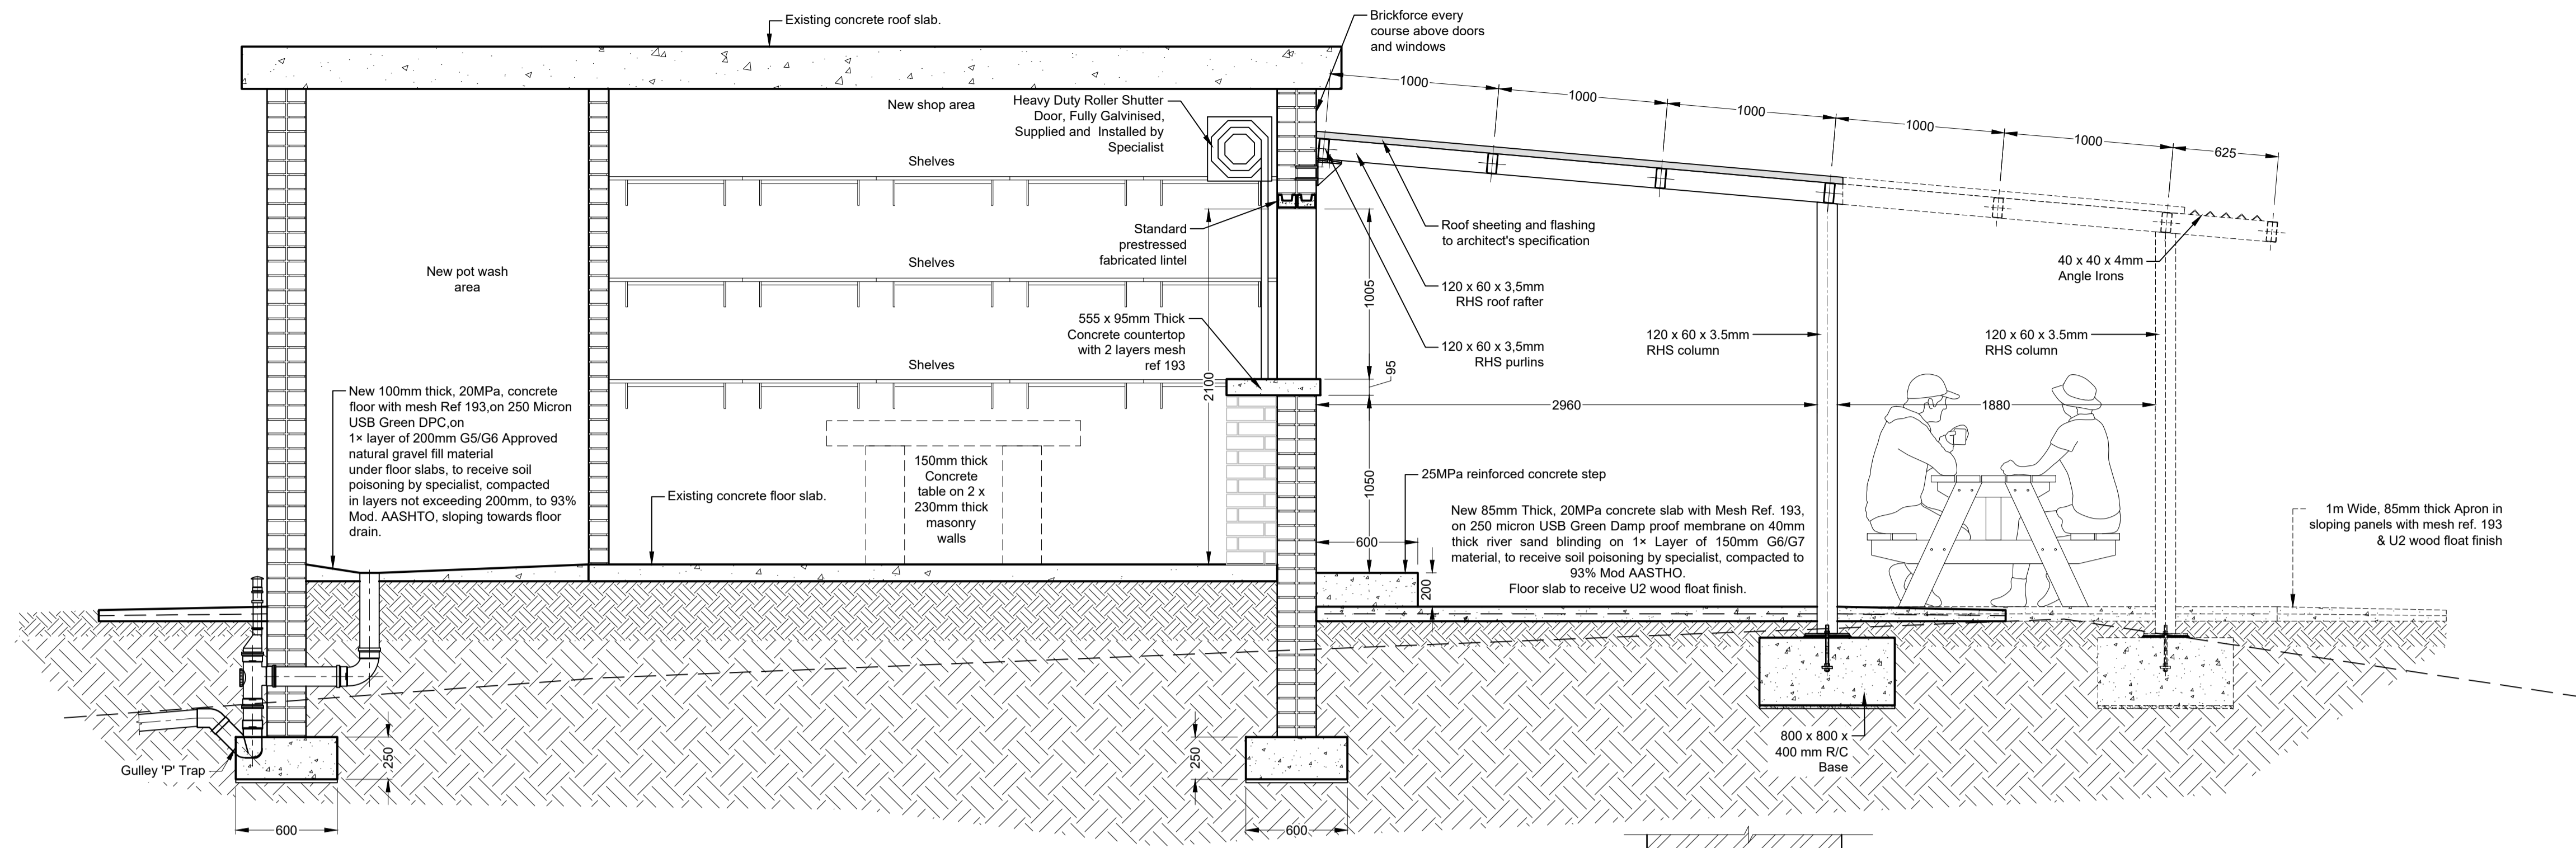 Existing concrete roof slab.
Brickforce every
course above doors
and windows
1000
1000
1000
1000
1000
625
New shop area
Heavy Duty Roller Shutter
Door, Fully Galvinised,
Supplied and Installed by
Specialist
Shelves
Standard
prestressed
fabricated lintel
Roof sheeting and flashing
to architect's specification
New pot wash
area
Shelves
40 x 40 x 4mm
Angle Irons
120 x 60 x 3,5mm
RHS roof rafter
1005
555 x 95mm Thick
Concrete countertop
with 2 layers mesh
ref 193
120 x 60 x 3,5mm
RHS purlins
120 x 60 x 3.5mm
RHS column
120 x 60 x 3.5mm
RHS column
Shelves
95
2100
2960
1880
New 100mm thick, 20MPa, concrete
floor with mesh Ref 193,on 250 Micron
USB Green DPC,on
1× layer of 200mm G5/G6 Approved
natural gravel fill material
under floor slabs, to receive soil
poisoning by specialist, compacted
in layers not exceeding 200mm, to 93%
Mod. AASHTO, sloping towards floor
drain.
150mm thick
Concrete
table on 2 x
230mm thick
masonry
walls
Existing concrete floor slab.
1050
25MPa reinforced concrete step
New 85mm Thick, 20MPa concrete slab with Mesh Ref. 193,
on 250 micron USB Green Damp proof membrane on 40mm
thick river sand blinding on 1× Layer of 150mm G6/G7
material, to receive soil poisoning by specialist, compacted to
93% Mod AASTHO.
Floor slab to receive U2 wood float finish.
1m Wide, 85mm thick Apron in
sloping panels with mesh ref. 193
& U2 wood float finish
600
200
Gulley 'P' Trap
250
250
800 x 800 x
400 mm R/C
Base
600
600